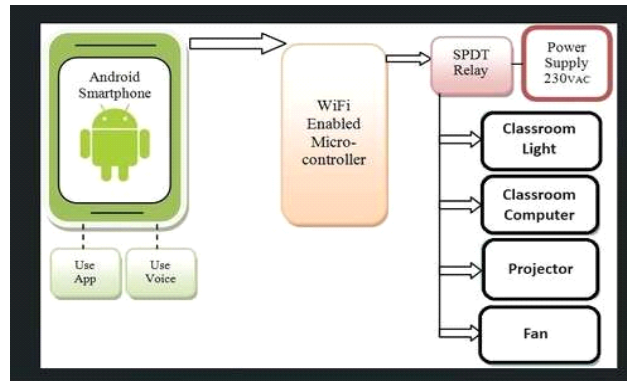 Android
Smartphone
Use
App
Use
Voice
WiFi
Enabled
Micro-
controller
SPDT
Relay
Power
Supply
230VAC
Classroom
Light
Classroom
Computer
Projector
Fan